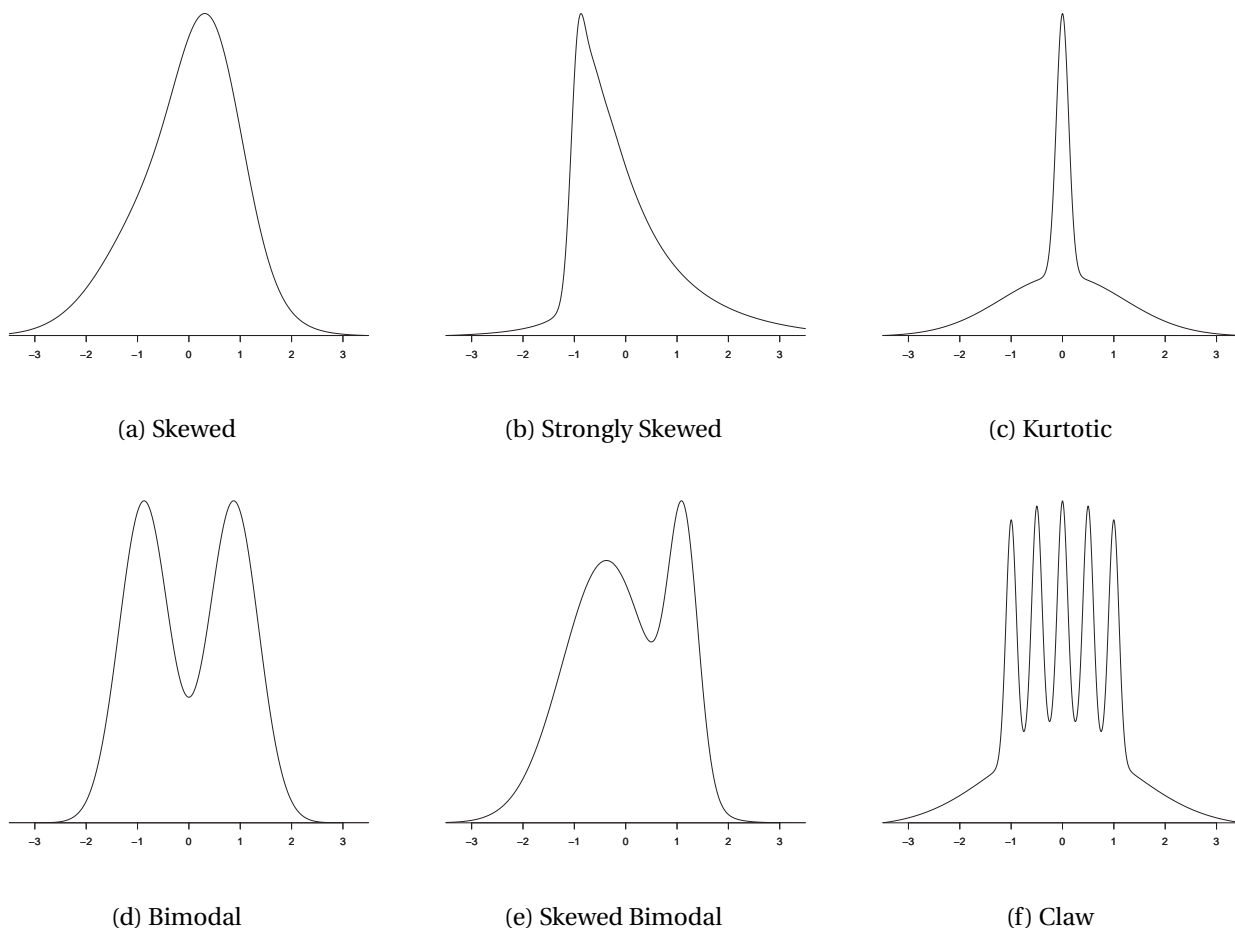 −3 −2 −1 0 1 2 3 −3 −2 −1 0 1 2 3 −3 −2 −1 0 1 2 3
(a) Skewed (b) Strongly Skewed (c) Kurtotic
−3 −2 −1 0 1 2 3 −3 −2 −1 0 1 2 3 −3 −2 −1 0 1 2 3
(d) Bimodal (e) Skewed Bimodal (f) Claw